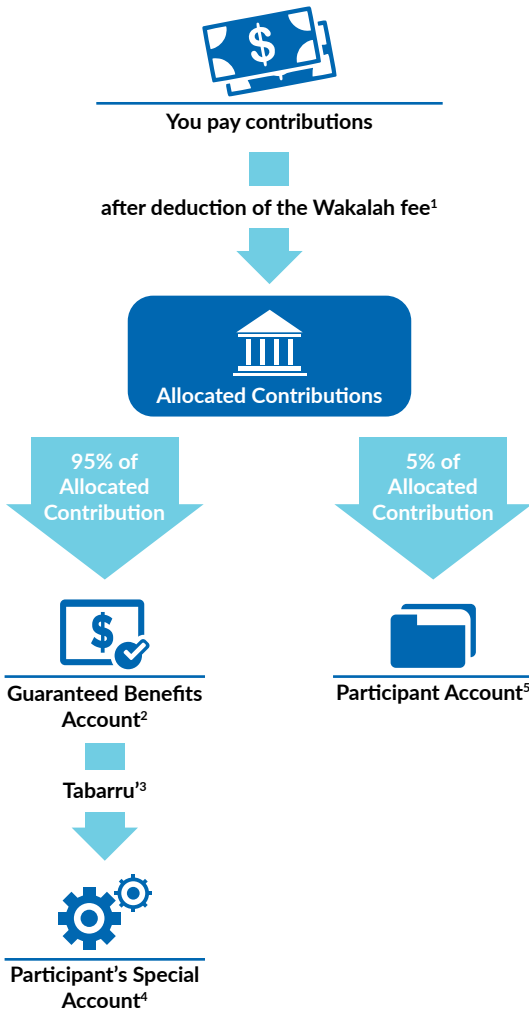 $
You pay contributions
after deduction of the Wakalah fee¹
Allocated Contributions
95% of
Allocated
Contribution
5% of
Allocated
Contribution
$
Guaranteed Benefits
Account²
Participant Account⁵
Tabarru'³
Participant's Special
Account⁴